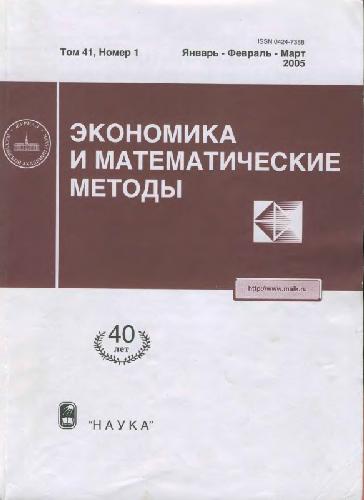 ISSN 0424-7388
Том 41, Номер 1
Январь - Февраль - Март
2005
ЭКОНОМИКА
И МАТЕМАТИЧЕСКИЕ
МЕТОДЫ
http://www.maik.ru
40
лет
"НАУКА"